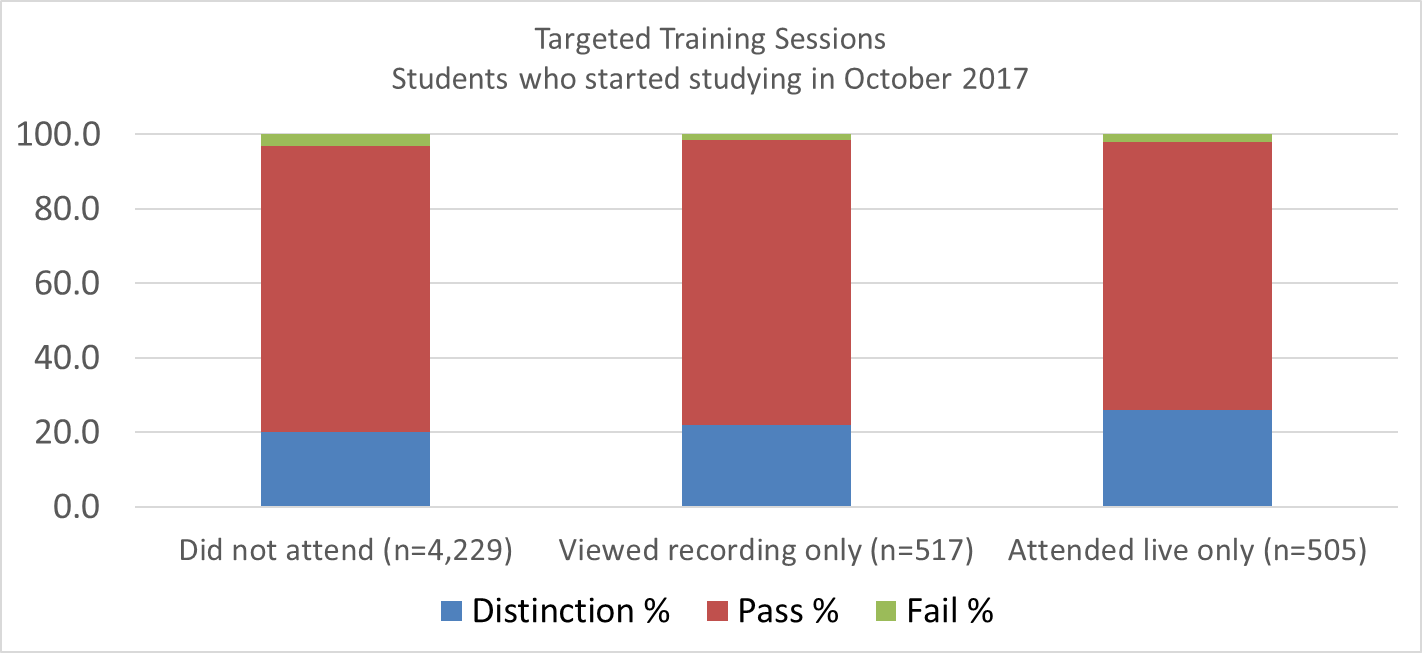 Targeted Training Sessions
Students who started studying in October 2017
100.0
80.0
60.0
40.0
20.0
0.0
Did not attend (n=4,229) Viewed recording only (n=517) Attended live only (n=505)
Distinction % Pass % Fail %